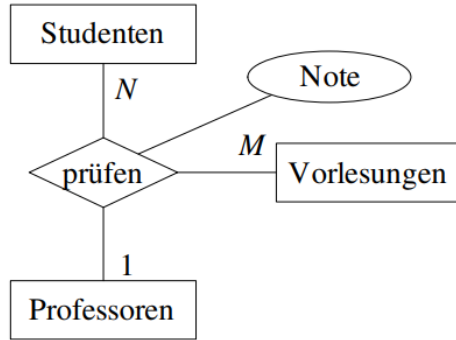 Studenten
N
Note
M
prüfen
Vorlesungen
1
Professoren